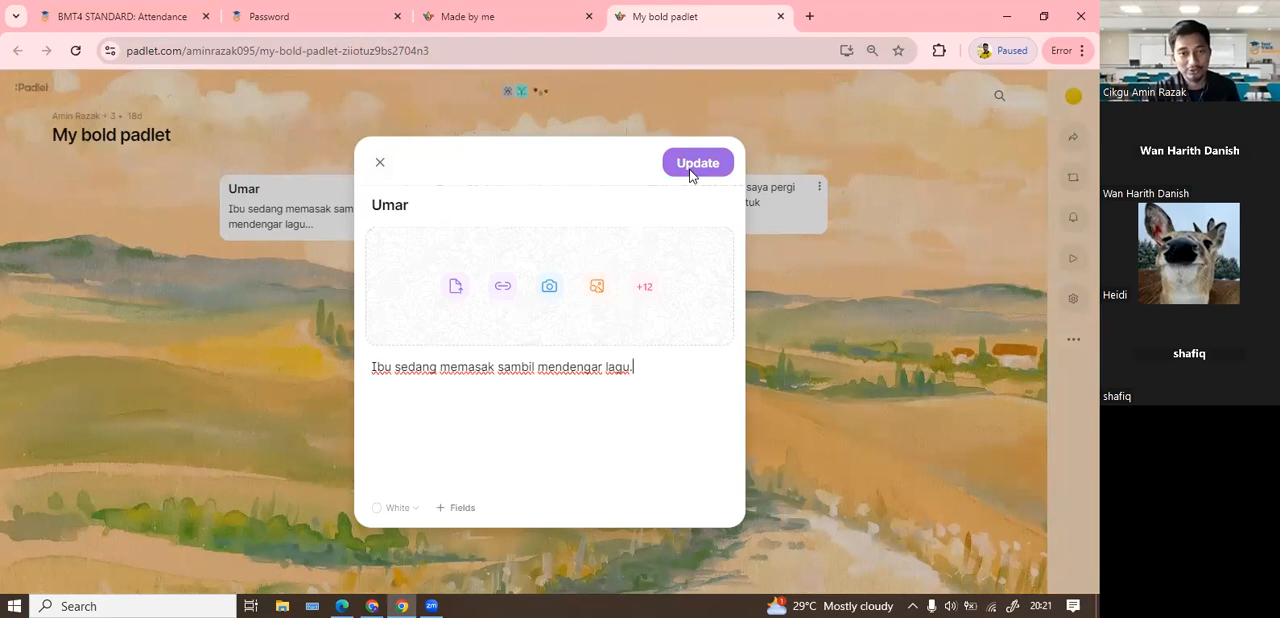 BMT4 STANDARD: Attendance
Password
Made by me
My bold padlet
padlet.com/aminrazak095/my-bold-padlet-ziiotuz9bs2704n3
Paused
Error
:Padlet
Amin Razak + 3 • 18d
My bold padlet
Umar
Ibu sedang memasak sam
mendengar lagu...
saya pergi
tuk
Update
Umar
+12
Ibu sedang memasak sambil mendengar lagu.
White
+ Fields
Cikgu Amin Razak
Wan Harith Danish
Wan Harith Danish
Heidi
shafiq
shafiq
Search
zm
29°C Mostly cloudy
20:21